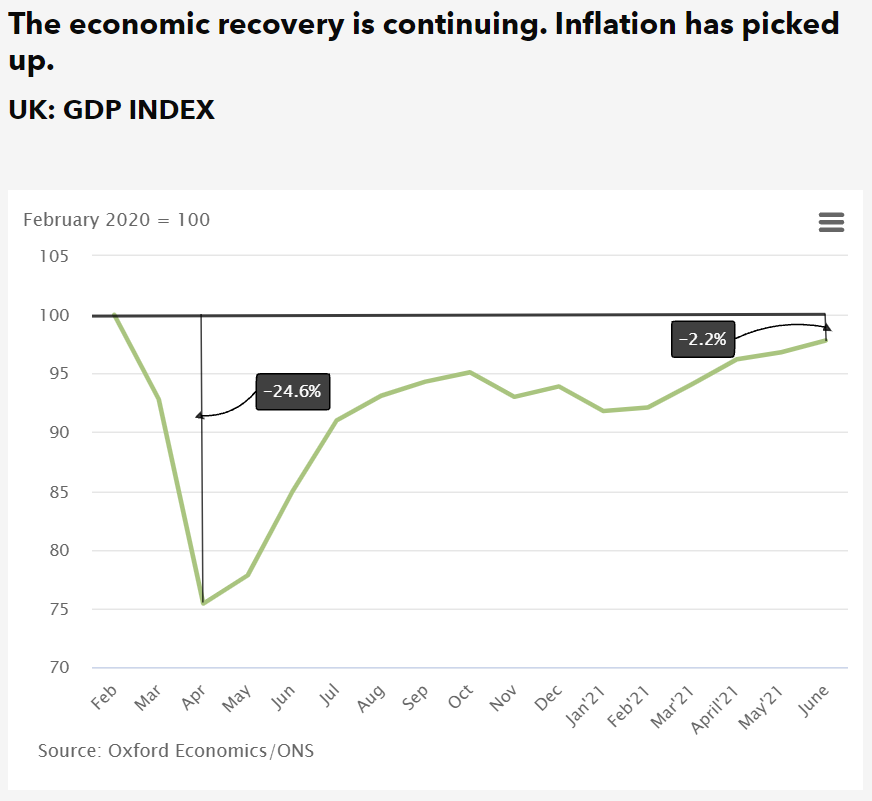 The economic recovery is continuing. Inflation has picked
up.
UK: GDP INDEX
February 2020 = 100
105
100
95
90
85
80
75
70
−24.6%
−2.2%
Feb
Mar
Apr
May
Jun
Jul
Aug
Sep
Oct
Nov
Dec
Jan'21
Feb'21
Mar'21
April'21
May'21
June
Source: Oxford Economics/ONS